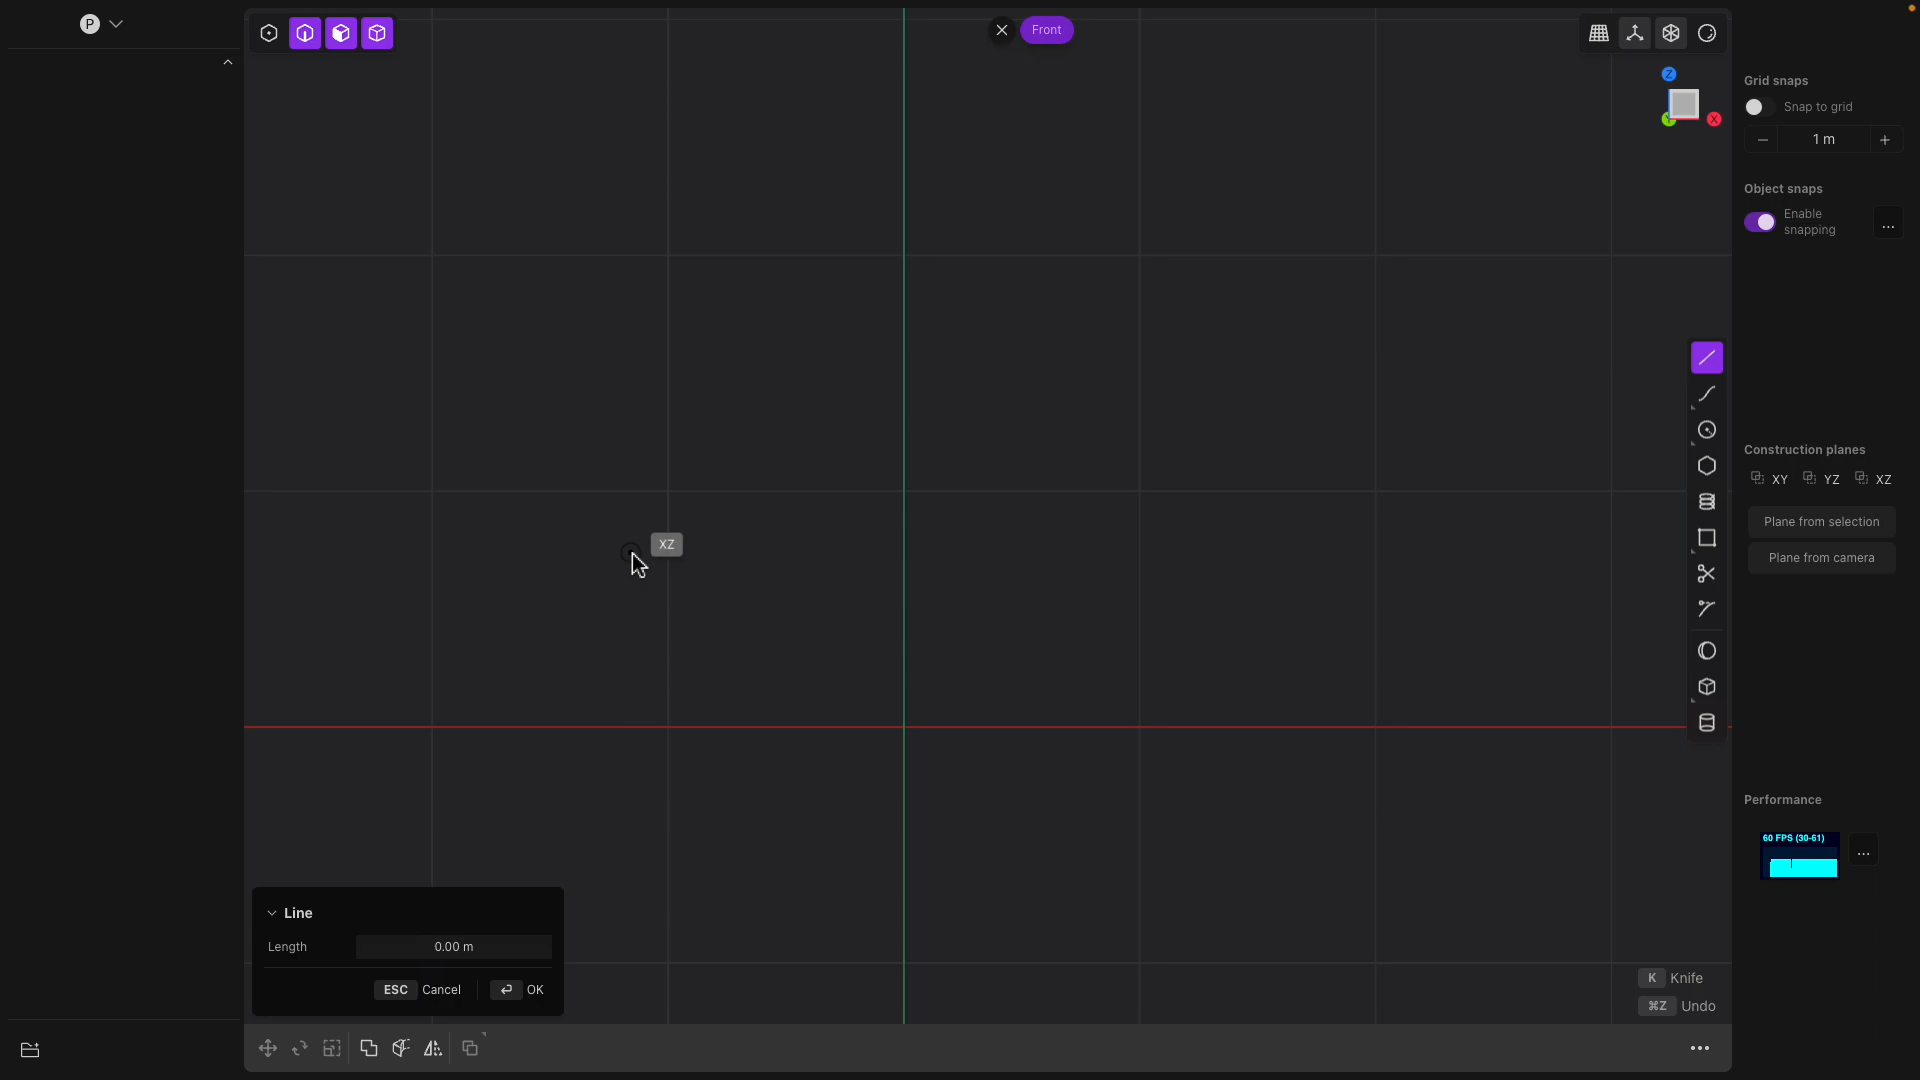 P
Front
Z
Y
X
Grid snaps
Snap to grid
1 m
Object snaps
Enable
snapping
...
XZ
Construction planes
XY YZ XZ
Plane from selection
Plane from camera
Performance
60 FPS (30-61)
...
Line
Length 0.00 m
ESC Cancel OK
K Knife
⌘Z Undo